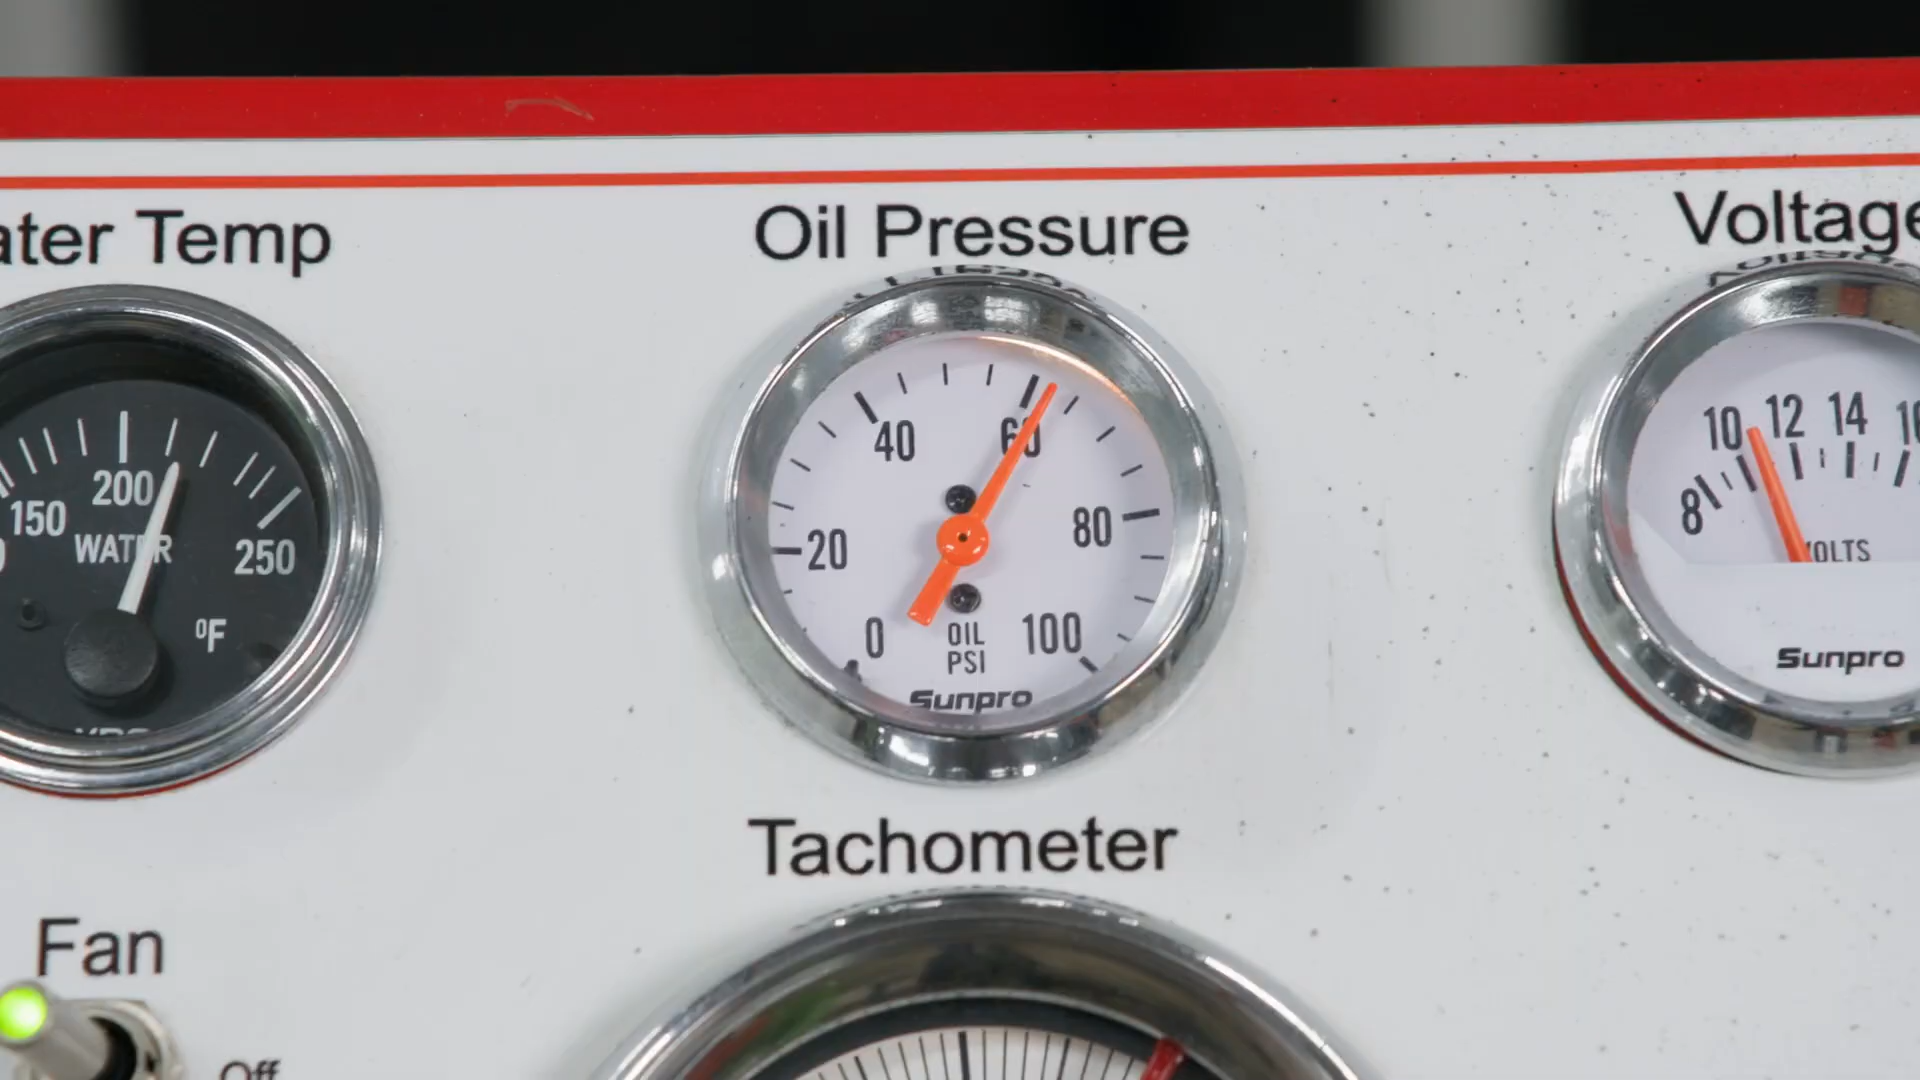 ater Temp
Oil Pressure
Voltage
150
200
250
WATER
°F
0
20
40
60
80
100
OIL
PSI
Sunpro
8
10
12
14
16
VOLTS
Sunpro
Tachometer
Fan
Off